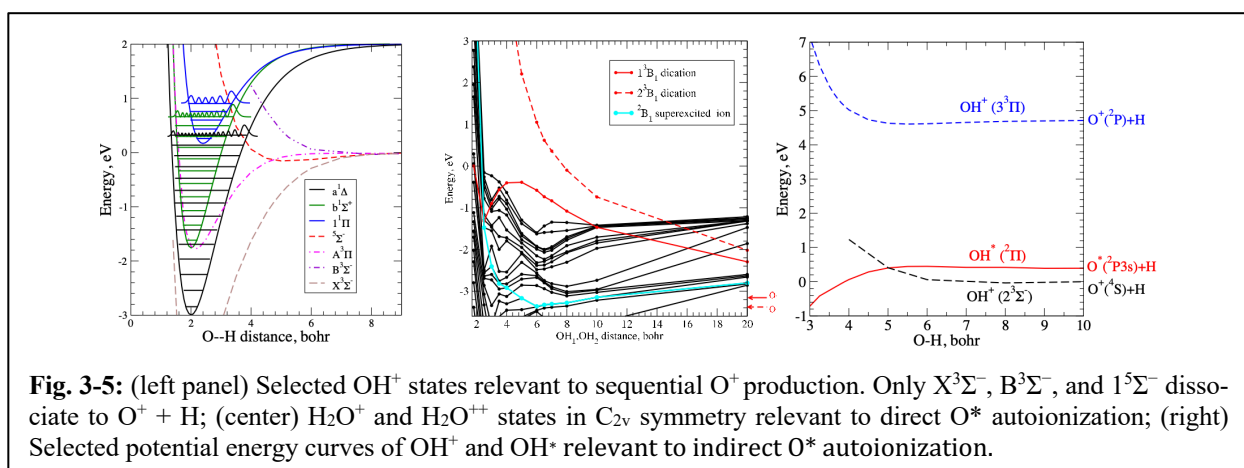 2
1
0
-1
-2
-3
Energy, eV
0 2 4 6 8
O--H distance, bohr
a¹Δ
b¹Σ⁺
1¹Π
⁵Σ⁻
A³Π
B³Σ⁻
X³Σ⁻
3
2
1
0
-1
-2
-3
Energy, eV
2 4 6 8 10 12 14 16 18 20
OH₁,OH₂ distance, bohr
1³B₁ dication
2³B₁ dication
²B₁ superexcited ion
O
O
7
6
5
4
3
2
1
0
-1
Energy, eV
3 4 5 6 7 8 9 10
O-H, bohr
OH⁺ (3³Π)
O⁺(²P)+H
OH* (²Π)
O*(²P3s)+H
OH⁺ (2³Σ⁻)
O⁺(⁴S)+H
Fig. 3-5: (left panel) Selected OH⁺ states relevant to sequential O⁺ production. Only X³Σ⁻, B³Σ⁻, and 1⁵Σ⁻ disso-
ciate to O⁺ + H; (center) H₂O⁺ and H₂O⁺⁺ states in C₂ᵥ symmetry relevant to direct O* autoionization; (right)
Selected potential energy curves of OH⁺ and OH* relevant to indirect O* autoionization.